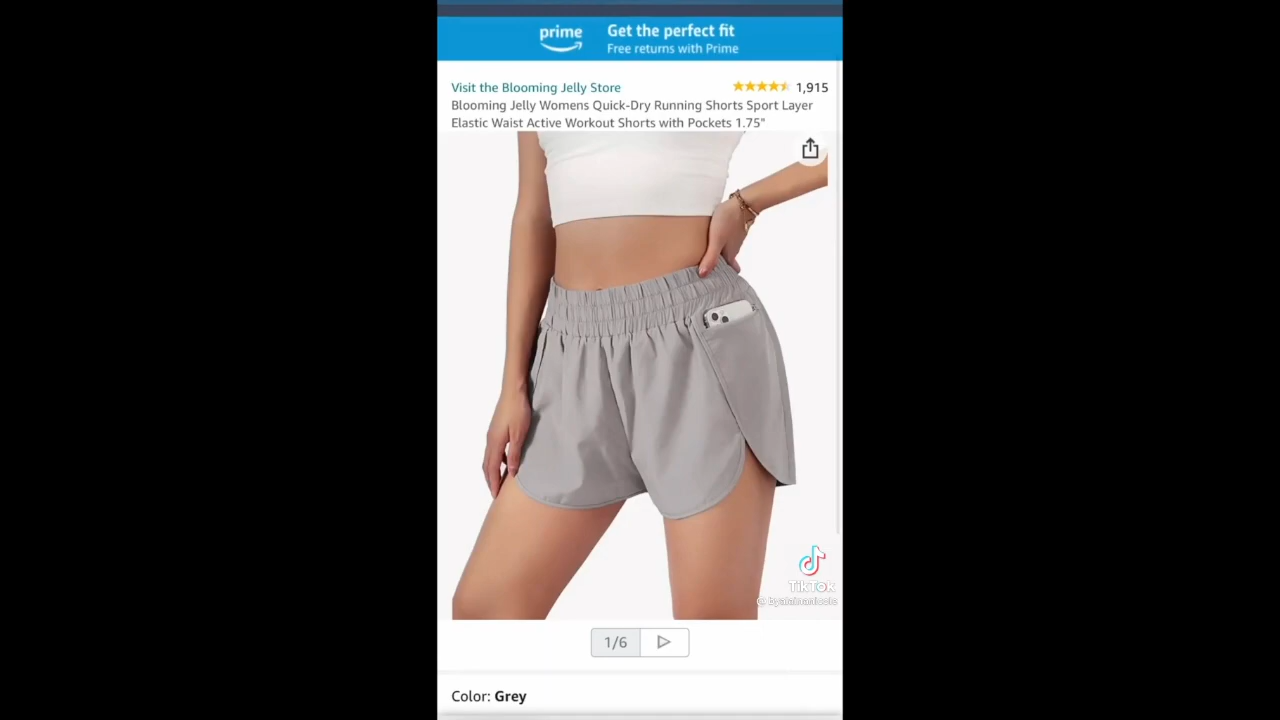 prime
Get the perfect fit
Free returns with Prime
Visit the Blooming Jelly Store
1,915
Blooming Jelly Womens Quick-Dry Running Shorts Sport Layer
Elastic Waist Active Workout Shorts with Pockets 1.75"
TikTok
1/6
Color: Grey